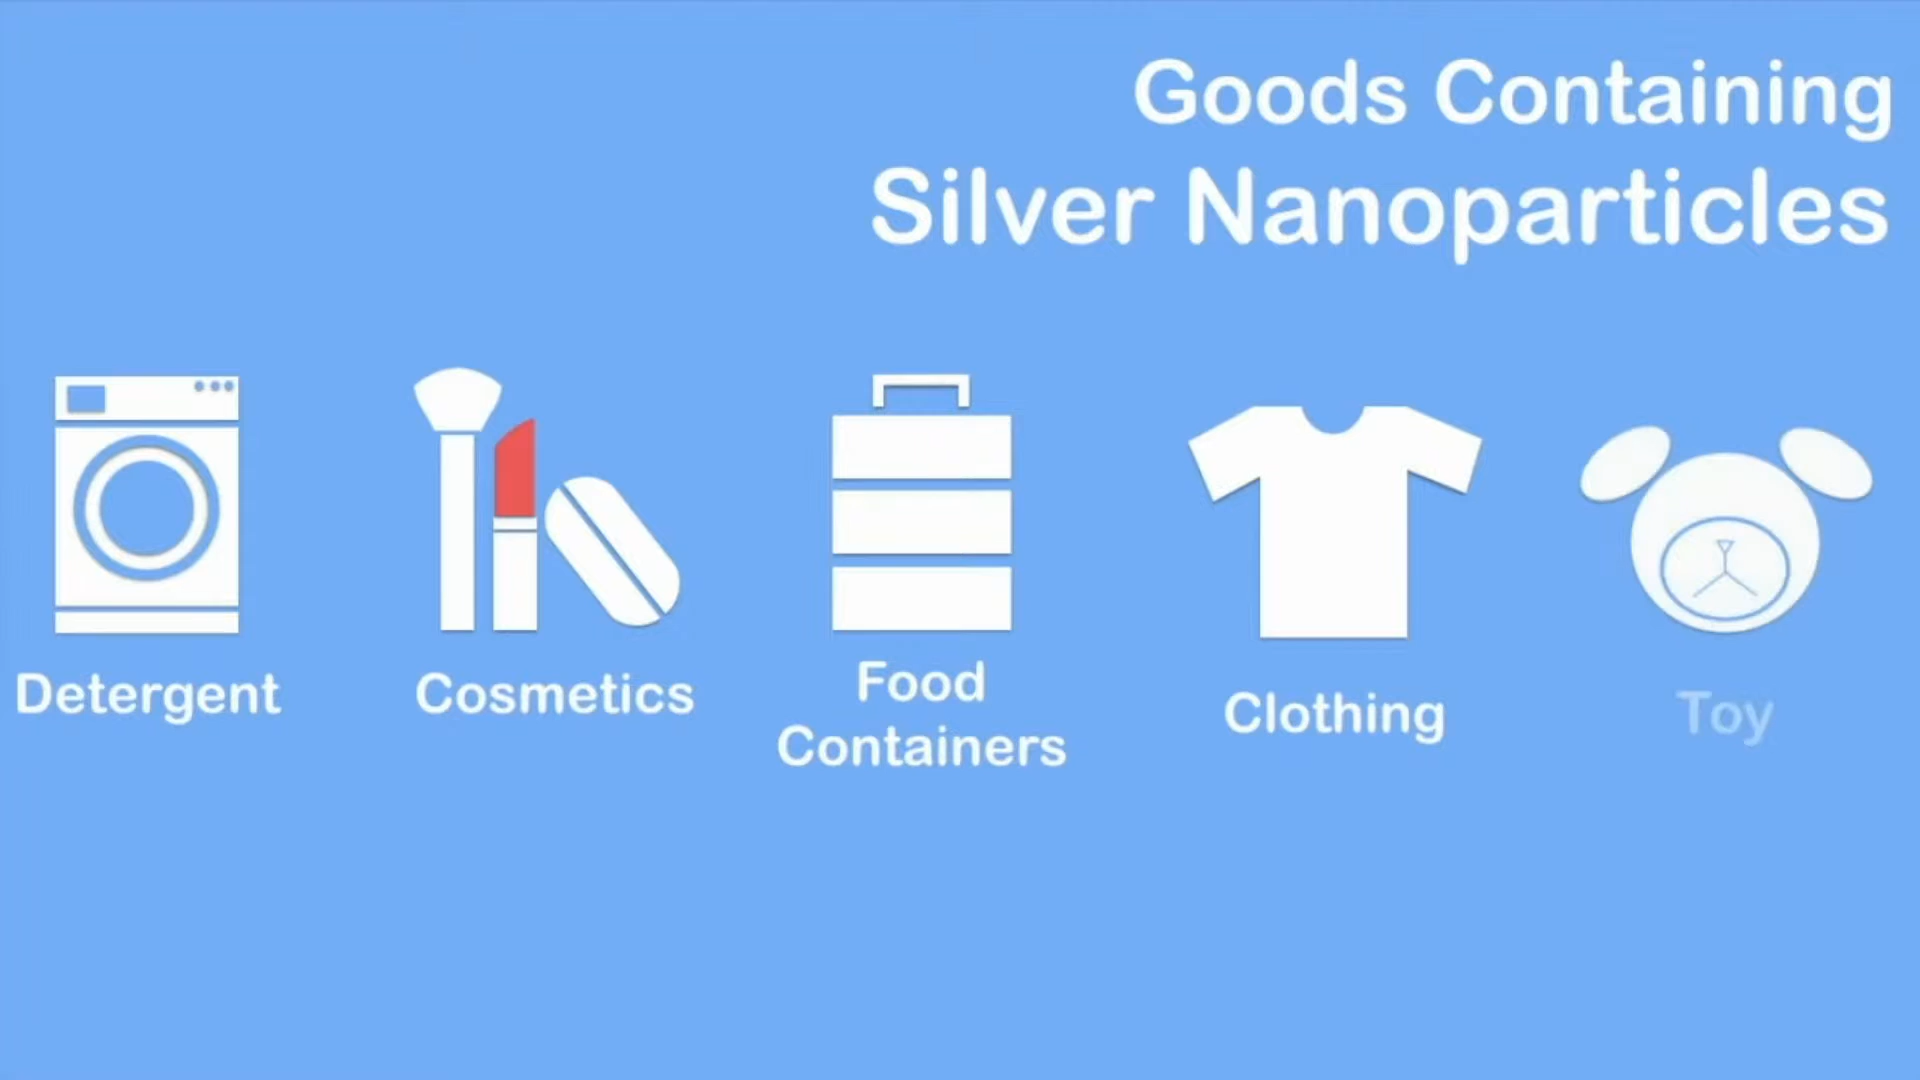 Goods Containing
Silver Nanoparticles
Detergent
Cosmetics
Food
Containers
Clothing
Toy